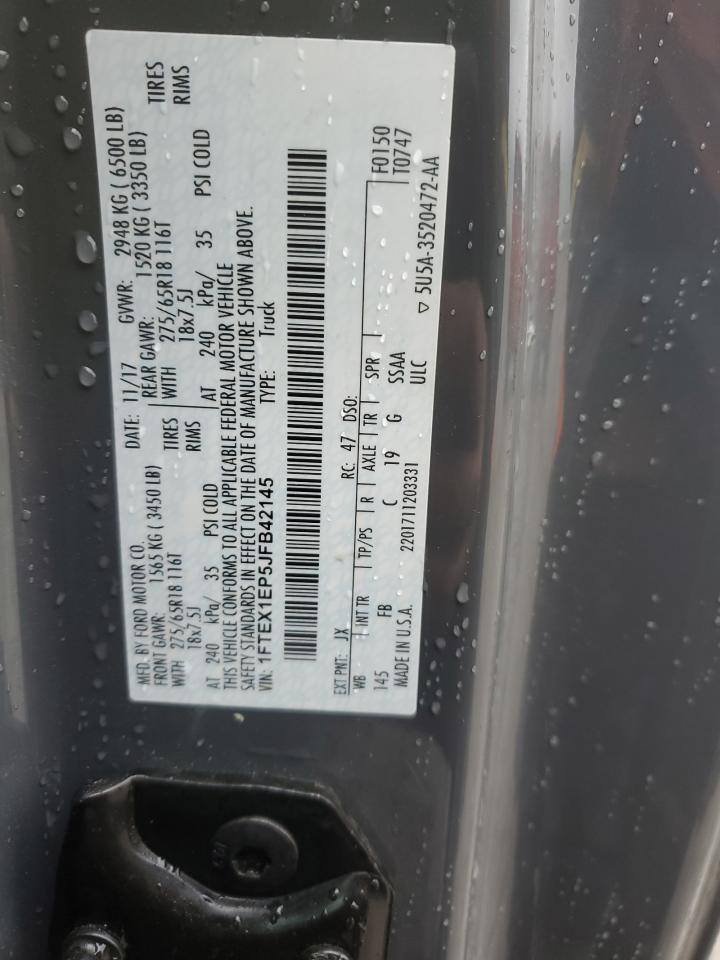 MFD. BY FORD MOTOR CO. DATE: 11/17 GVWR: 2948 KG ( 6500 LB)
FRONT GAWR: 1565 KG ( 3450 LB) REAR GAWR: 1520 KG ( 3350 LB)
WITH 275/65R18 116T TIRES WITH 275/65R18 116T TIRES
18x7.5J RIMS 18x7.5J RIMS
AT 240 kPa/ 35 PSI COLD AT 240 kPa/ 35 PSI COLD
THIS VEHICLE CONFORMS TO ALL APPLICABLE FEDERAL MOTOR VEHICLE
SAFETY STANDARDS IN EFFECT ON THE DATE OF MANUFACTURE SHOWN ABOVE.
VIN: 1FTEX1EP5JFB42145 TYPE: Truck
EXT PNT: JX RC: 47 DSO: F0150
WB INT TR TP/PS R AXLE TR SPR T0747
145 FB C 19 G SSAA
MADE IN U.S.A. 2201711203331 ULC ▽ 5U5A-3520472-AA